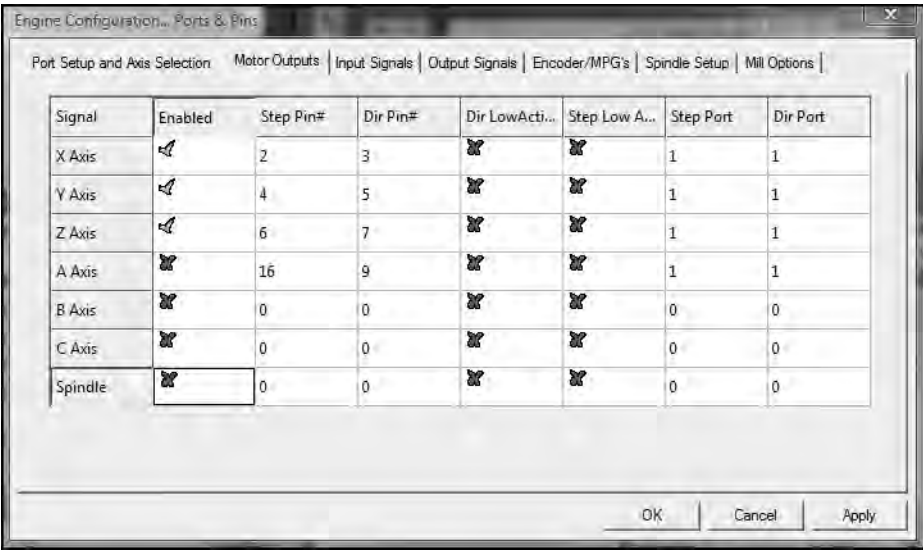 Engine Configuration... Ports & Pins
Port Setup and Axis Selection Motor Outputs Input Signals Output Signals Encoder/MPG's Spindle Setup Mill Options
Signal Enabled Step Pin# Dir Pin# Dir LowActi... Step Low A... Step Port Dir Port
X Axis 2 3 1 1
Y Axis 4 5 1 1
Z Axis 6 7 1 1
A Axis 16 9 1 1
B Axis 0 0 0 0
C Axis 0 0 0 0
Spindle 0 0 0 0
OK Cancel Apply